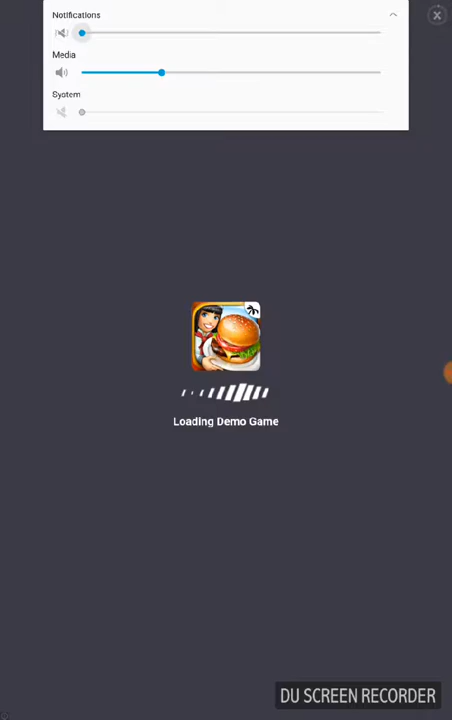 Notifications
Media
System
Loading Demo Game
DU SCREEN RECORDER